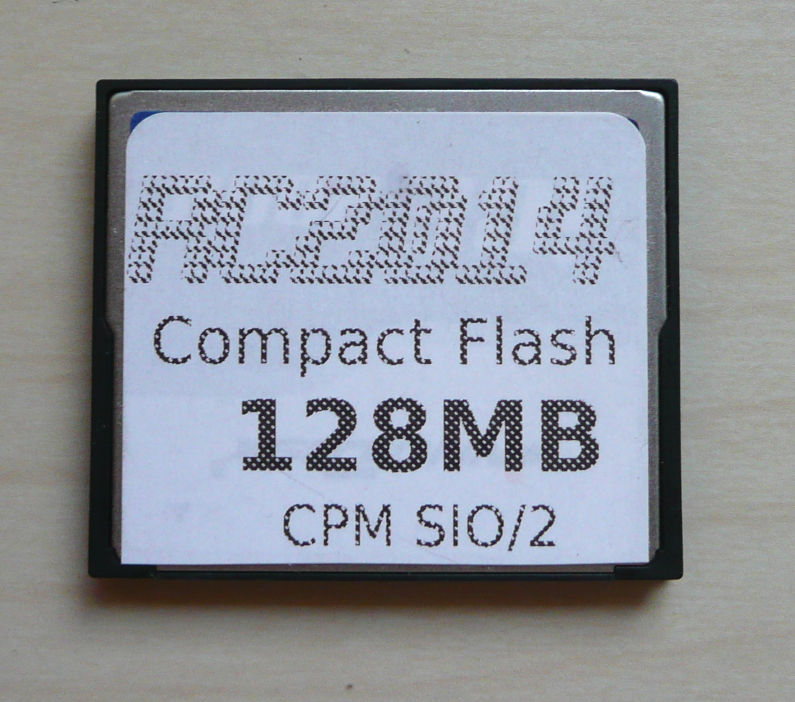 RC2014
Compact Flash
128MB
CPM SIO/2